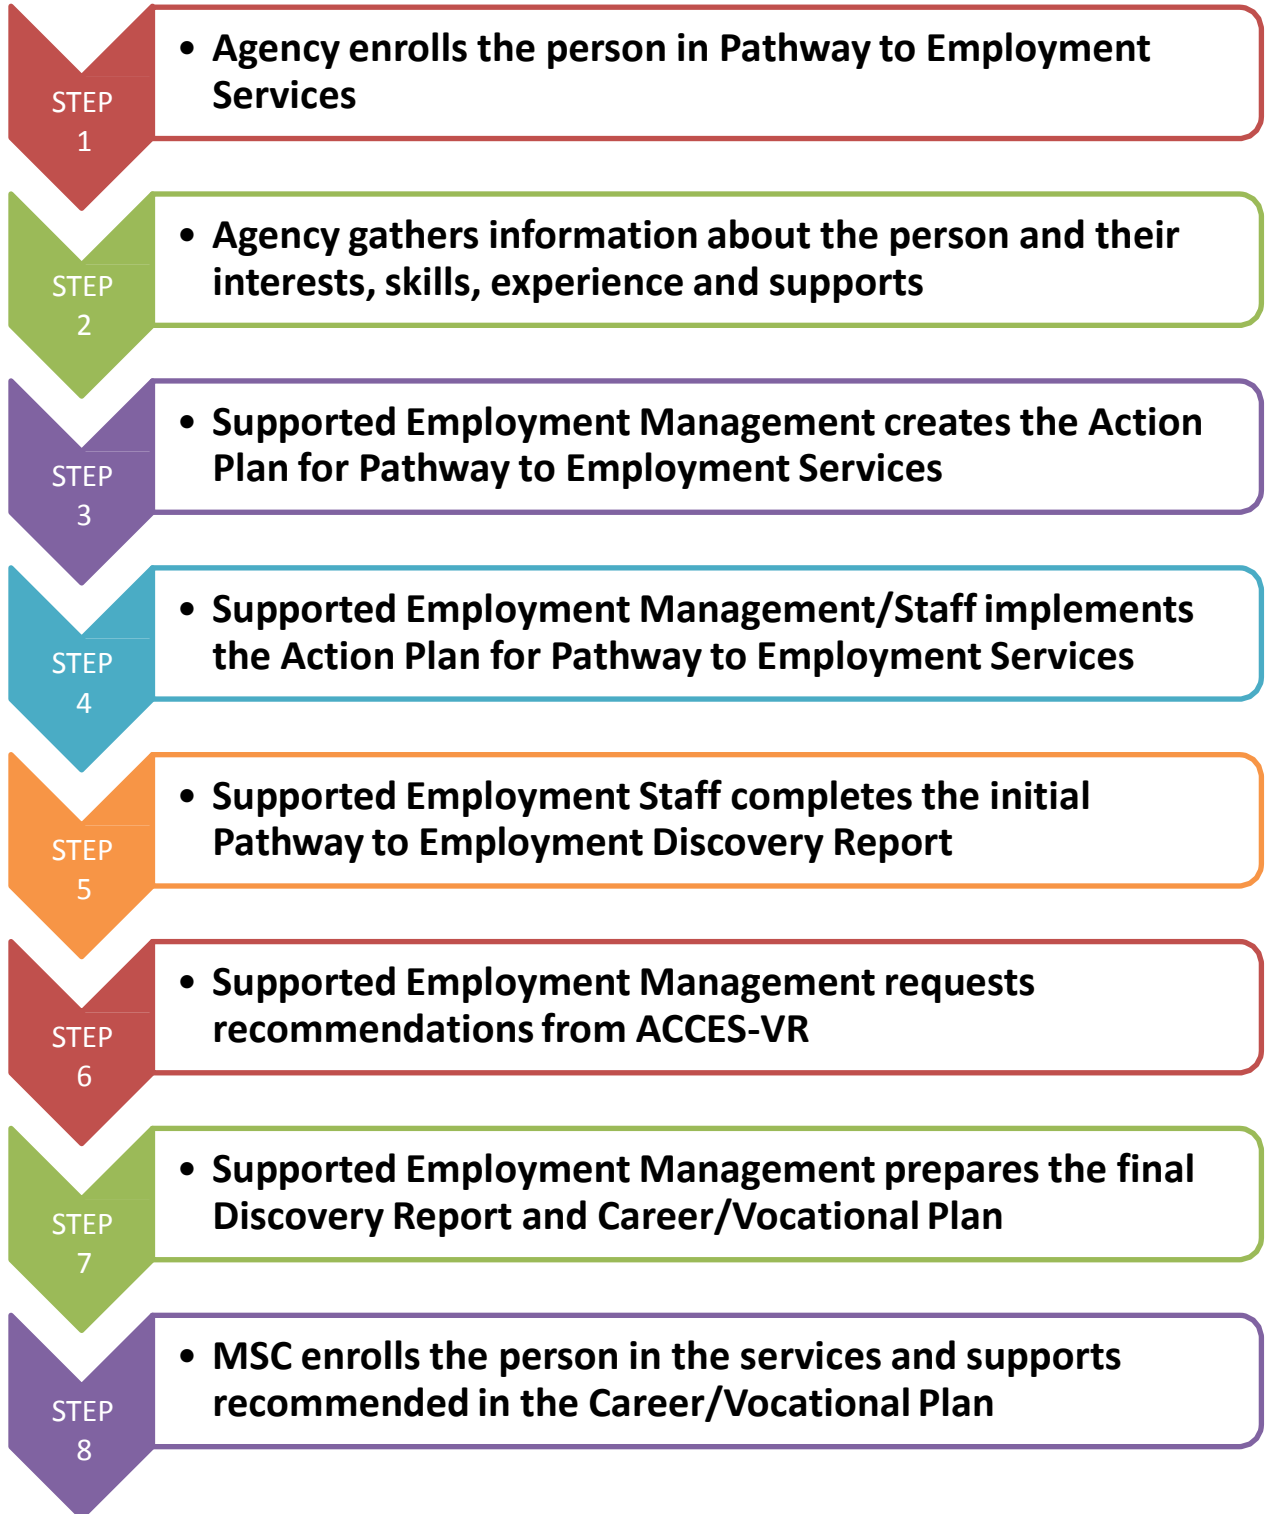 STEP
1
• Agency enrolls the person in Pathway to Employment
Services
STEP
2
• Agency gathers information about the person and their
interests, skills, experience and supports
STEP
3
• Supported Employment Management creates the Action
Plan for Pathway to Employment Services
STEP
4
• Supported Employment Management/Staff implements
the Action Plan for Pathway to Employment Services
STEP
5
• Supported Employment Staff completes the initial
Pathway to Employment Discovery Report
STEP
6
• Supported Employment Management requests
recommendations from ACCES-VR
STEP
7
• Supported Employment Management prepares the final
Discovery Report and Career/Vocational Plan
STEP
8
• MSC enrolls the person in the services and supports
recommended in the Career/Vocational Plan